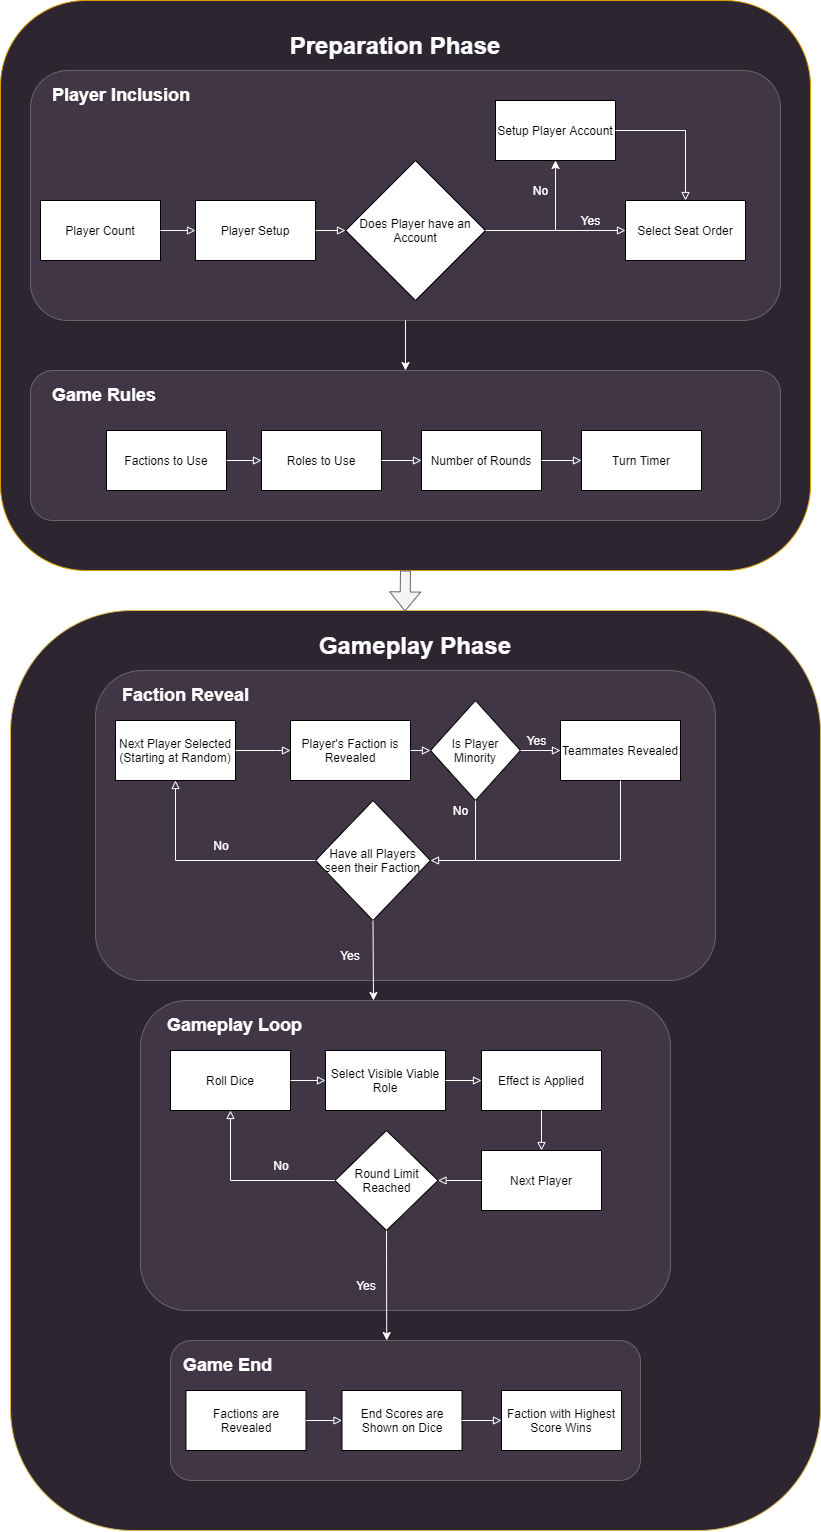 Preparation Phase
Player Inclusion
Setup Player Account
No
Player Count
Player Setup
Does Player have an
Account
Yes
Select Seat Order
Game Rules
Factions to Use
Roles to Use
Number of Rounds
Turn Timer
Gameplay Phase
Faction Reveal
Next Player Selected
(Starting at Random)
Player's Faction is
Revealed
Is Player
Minority
Yes
Teammates Revealed
No
No
Have all Players
seen their Faction
Yes
Gameplay Loop
Roll Dice
Select Visible Viable
Role
Effect is Applied
No
Round Limit
Reached
Next Player
Yes
Game End
Factions are
Revealed
End Scores are
Shown on Dice
Faction with Highest
Score Wins